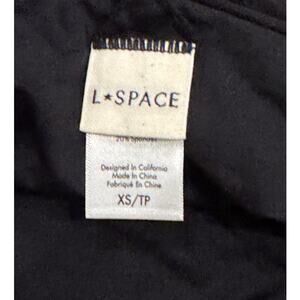 L★SPACE
20% Spandex
Designed In California
Made In China
Fabriqué En Chine
XS/TP